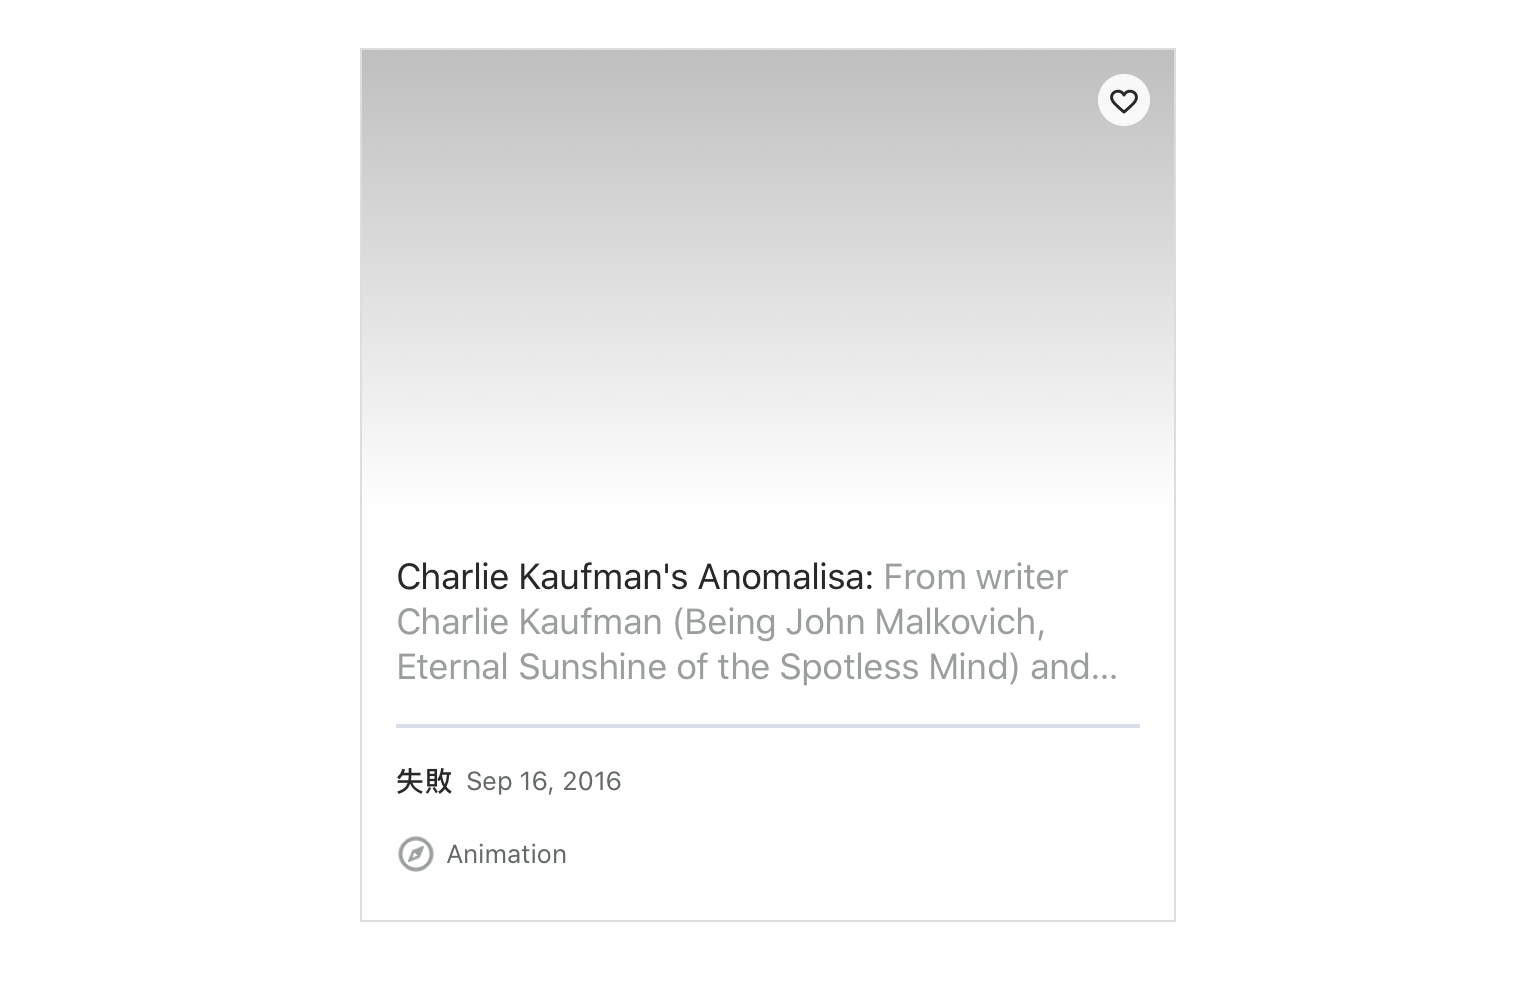 Charlie Kaufman's Anomalisa: From writer
Charlie Kaufman (Being John Malkovich,
Eternal Sunshine of the Spotless Mind) and...
失敗 Sep 16, 2016
Animation